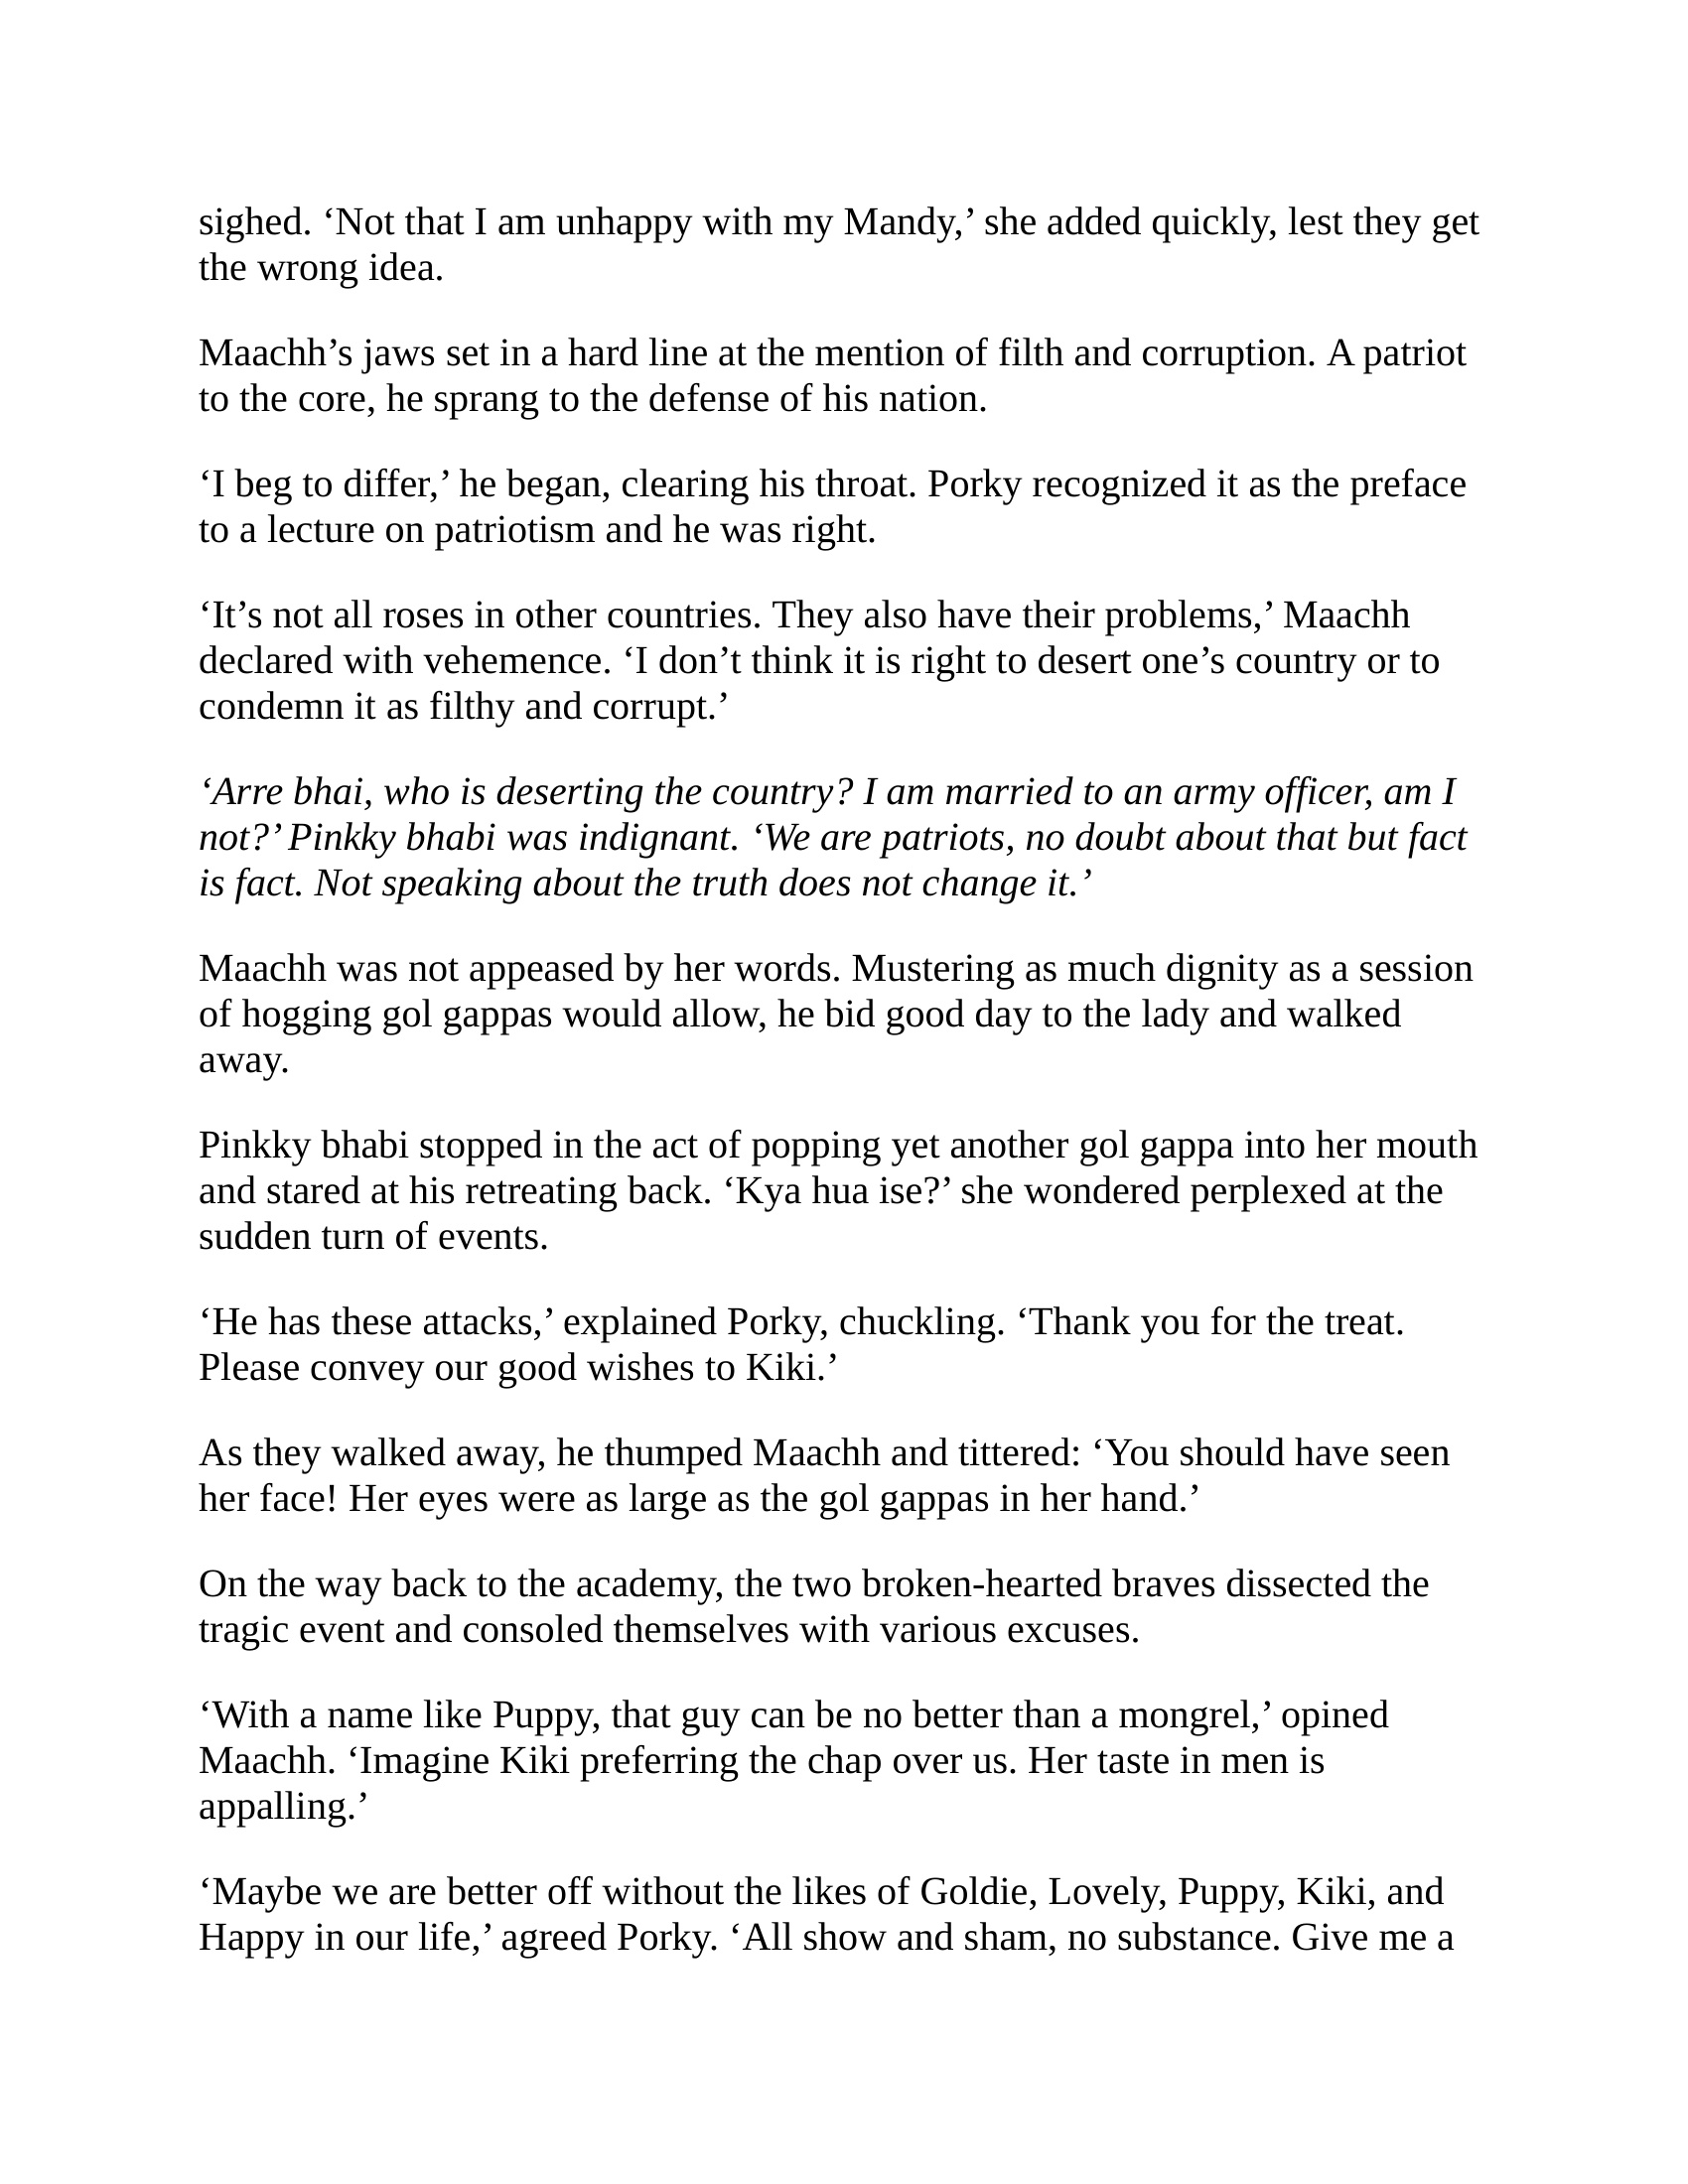 sighed. ‘Not that I am unhappy with my Mandy,’ she added quickly, lest they get
the wrong idea.
Maachh’s jaws set in a hard line at the mention of filth and corruption. A patriot
to the core, he sprang to the defense of his nation.
‘I beg to differ,’ he began, clearing his throat. Porky recognized it as the preface
to a lecture on patriotism and he was right.
‘It’s not all roses in other countries. They also have their problems,’ Maachh
declared with vehemence. ‘I don’t think it is right to desert one’s country or to
condemn it as filthy and corrupt.’
‘Arre bhai, who is deserting the country? I am married to an army officer, am I
not?’ Pinkky bhabi was indignant. ‘We are patriots, no doubt about that but fact
is fact. Not speaking about the truth does not change it.’
Maachh was not appeased by her words. Mustering as much dignity as a session
of hogging gol gappas would allow, he bid good day to the lady and walked
away.
Pinkky bhabi stopped in the act of popping yet another gol gappa into her mouth
and stared at his retreating back. ‘Kya hua ise?’ she wondered perplexed at the
sudden turn of events.
‘He has these attacks,’ explained Porky, chuckling. ‘Thank you for the treat.
Please convey our good wishes to Kiki.’
As they walked away, he thumped Maachh and tittered: ‘You should have seen
her face! Her eyes were as large as the gol gappas in her hand.’
On the way back to the academy, the two broken-hearted braves dissected the
tragic event and consoled themselves with various excuses.
‘With a name like Puppy, that guy can be no better than a mongrel,’ opined
Maachh. ‘Imagine Kiki preferring the chap over us. Her taste in men is
appalling.’
‘Maybe we are better off without the likes of Goldie, Lovely, Puppy, Kiki, and
Happy in our life,’ agreed Porky. ‘All show and sham, no substance. Give me a